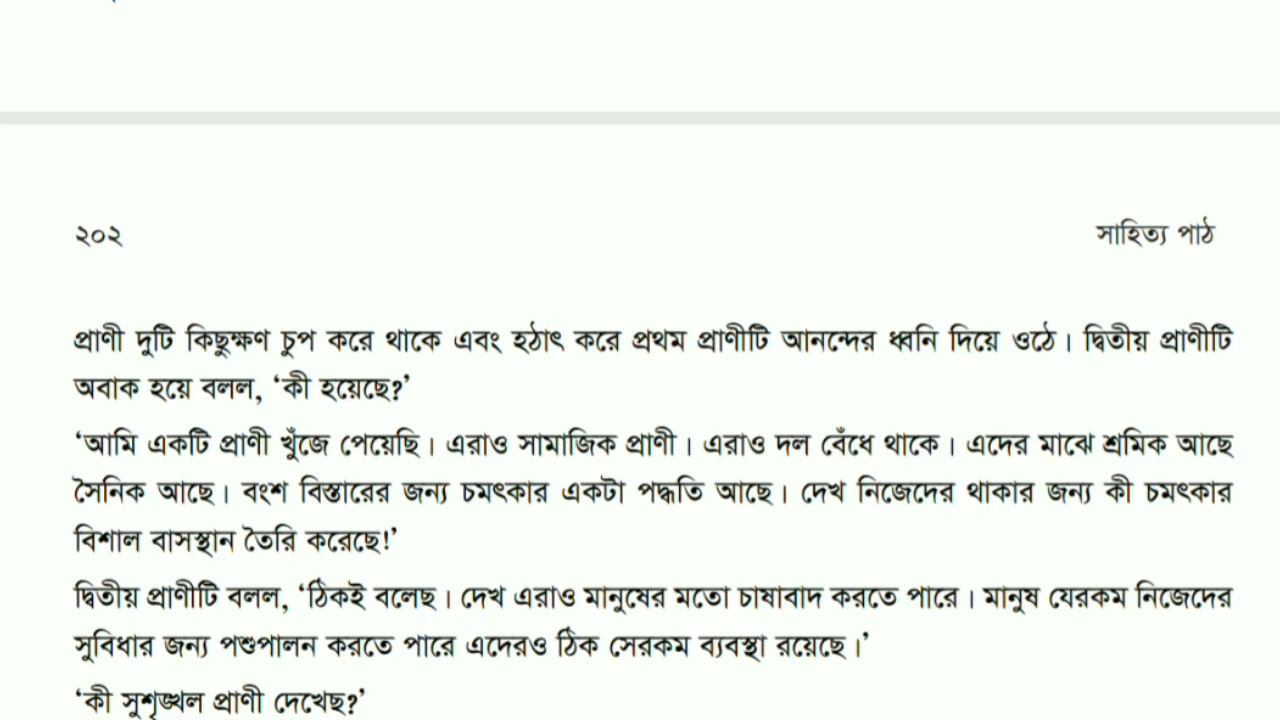 ২০২
সাহিত্য পাঠ
প্রাণী দুটি কিছুক্ষণ চুপ করে থাকে এবং হঠাৎ করে প্রথম প্রাণীটি আনন্দের ধ্বনি দিয়ে ওঠে। দ্বিতীয় প্রাণীটি
অবাক হয়ে বলল, ‘কী হয়েছে?’
‘আমি একটি প্রাণী খুঁজে পেয়েছি। এরাও সামাজিক প্রাণী। এরাও দল বেঁধে থাকে। এদের মাঝে শ্রমিক আছে
সৈনিক আছে। বংশ বিস্তারের জন্য চমৎকার একটা পদ্ধতি আছে। দেখ নিজেদের থাকার জন্য কী চমৎকার
বিশাল বাসস্থান তৈরি করেছে!’
দ্বিতীয় প্রাণীটি বলল, ‘ঠিকই বলেছ। দেখ এরাও মানুষের মতো চাষাবাদ করতে পারে। মানুষ যেরকম নিজেদের
সুবিধার জন্য পশুপালন করতে পারে এদেরও ঠিক সেরকম ব্যবস্থা রয়েছে।’
‘কী সুশৃঙ্খল প্রাণী দেখেছ?’